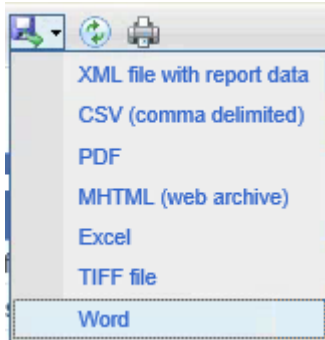 XML file with report data
CSV (comma delimited)
PDF
MHTML (web archive)
Excel
TIFF file
Word